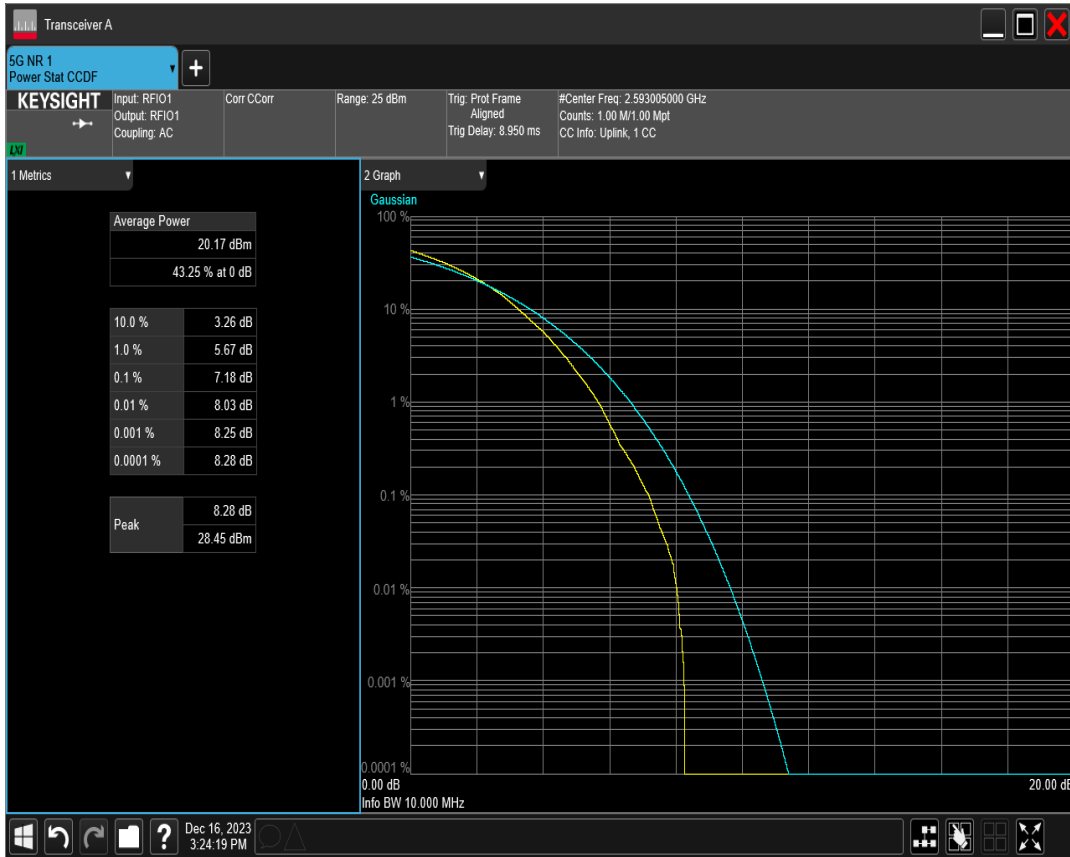 Transceiver A
5G NR 1
Power Stat CCDF
KEYSIGHT
LXI
Input: RFIO1
Output: RFIO1
Coupling: AC
Corr CCorr
Range: 25 dBm
Trig: Prot Frame
Aligned
Trig Delay: 8.950 ms
#Center Freq: 2.593005000 GHz
Counts: 1.00 M/1.00 Mpt
CC Info: Uplink, 1 CC
1 Metrics
Average Power
20.17 dBm
43.25 % at 0 dB
10.0 % 3.26 dB
1.0 % 5.67 dB
0.1 % 7.18 dB
0.01 % 8.03 dB
0.001 % 8.25 dB
0.0001 % 8.28 dB
Peak
8.28 dB
28.45 dBm
2 Graph
Gaussian
100 %
10 %
1 %
0.1 %
0.01 %
0.001 %
0.0001 %
0.00 dB 20.00 dB
Info BW 10.000 MHz
?
Dec 16, 2023
3:24:19 PM